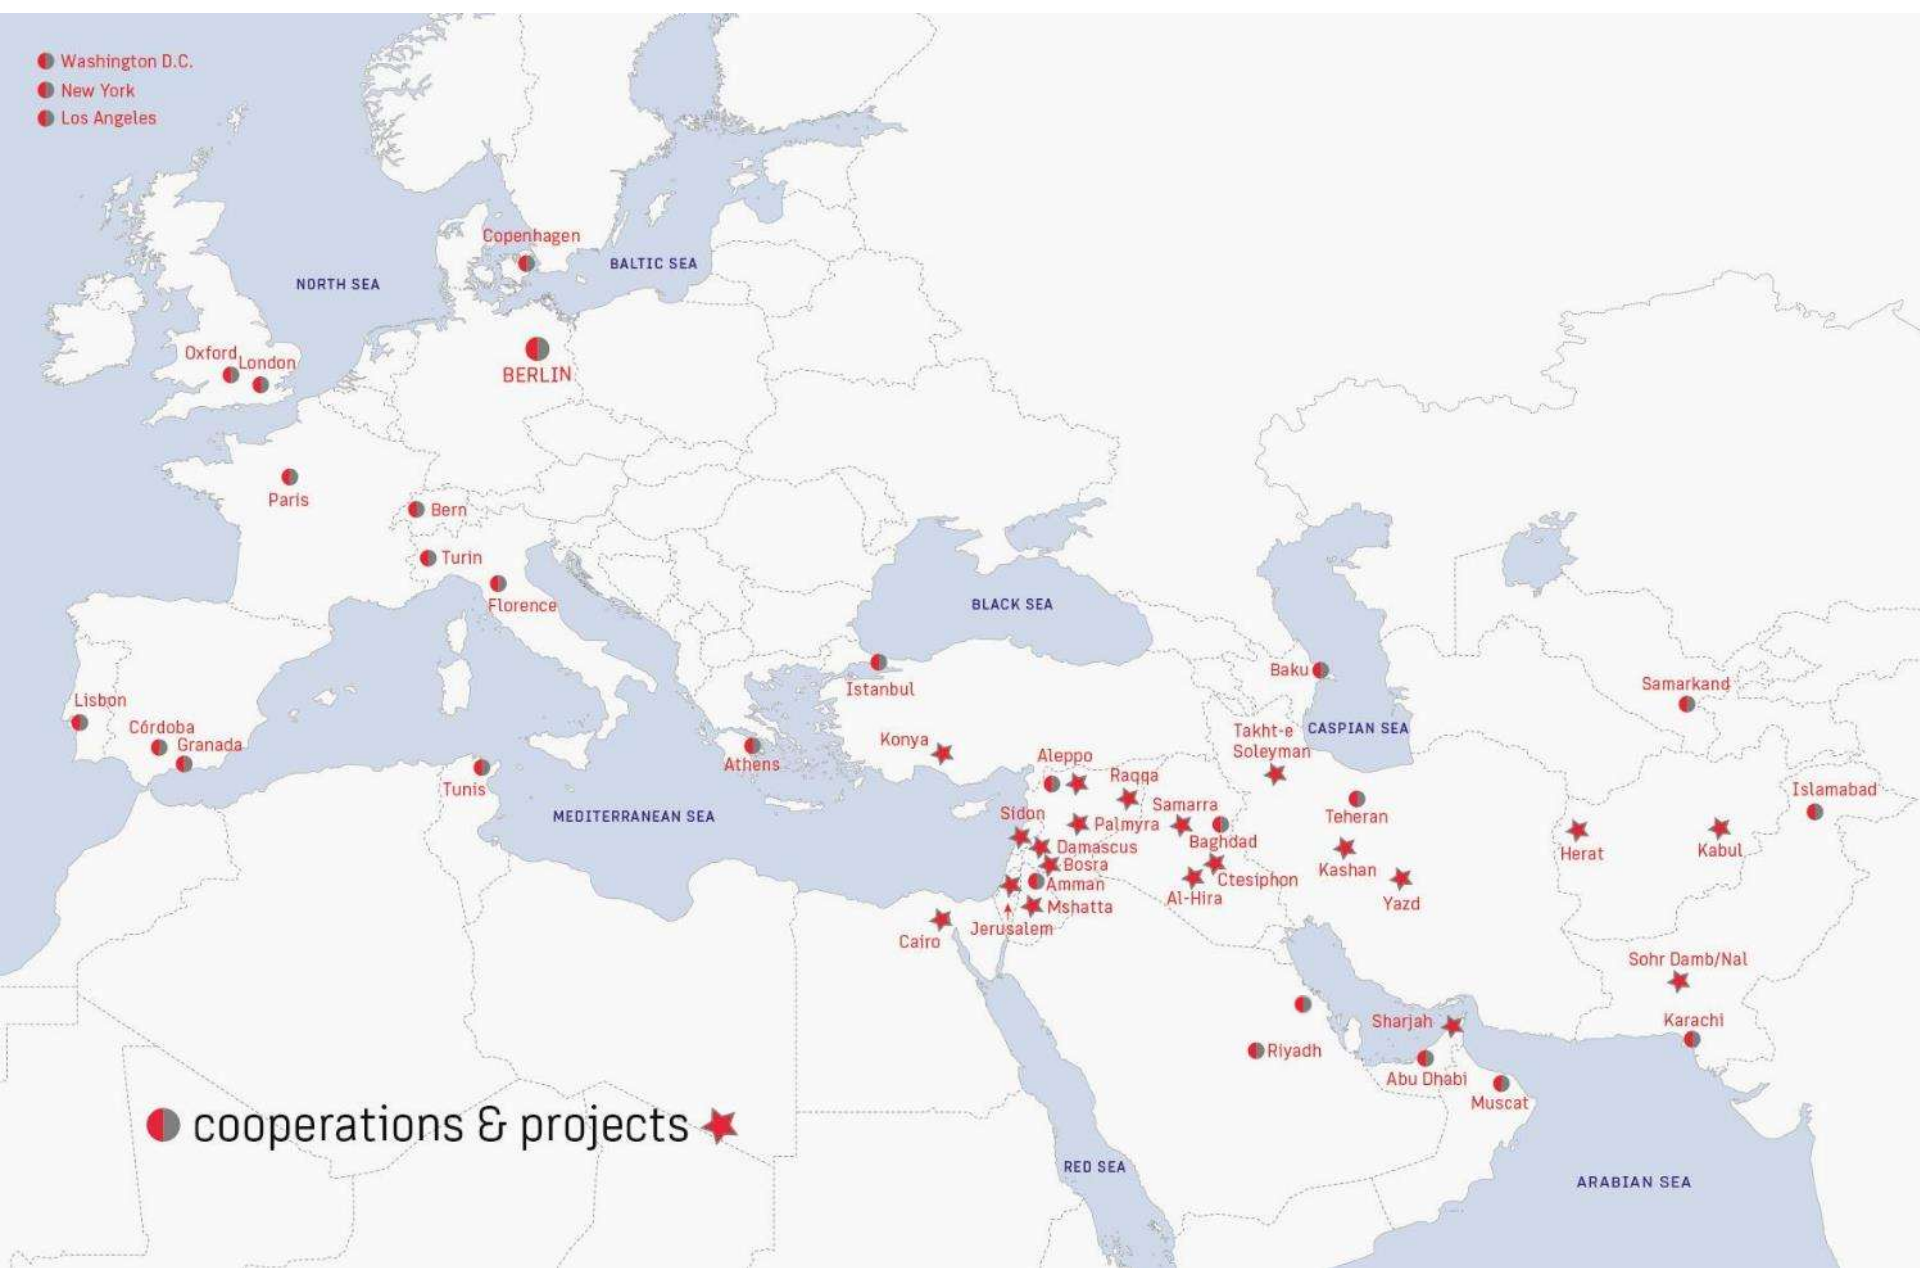 Washington D.C.
New York
Los Angeles
Copenhagen
BALTIC SEA
NORTH SEA
Oxford
London
BERLIN
Paris
Bern
Turin
Florence
BLACK SEA
Istanbul
Baku
Samarkand
Lisbon
Córdoba
Granada
Tunis
Athens
Konya
Aleppo
Raqqa
Takht-e
Soleyman
CASPIAN SEA
Islamabad
MEDITERRANEAN SEA
Sidon
Samarra
Palmyra
Teheran
Baghdad
Damascus
Bosra
Herat
Kabul
Kashan
Ctesiphon
Amman
Al-Hira
Yazd
Mshatta
Jerusalem
Cairo
Sohr Damb/Nal
Sharjah
Karachi
Riyadh
Abu Dhabi
Muscat
cooperations & projects
RED SEA
ARABIAN SEA